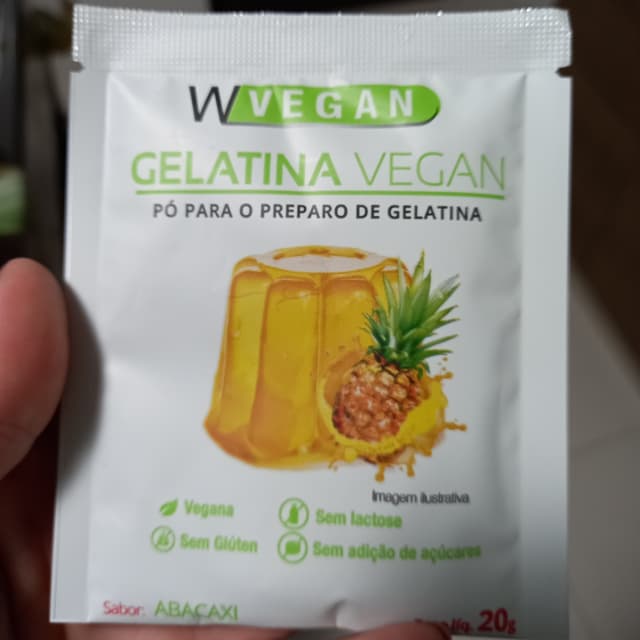 WVEGAN
GELATINA VEGAN
PÓ PARA O PREPARO DE GELATINA
Imagem ilustrativa
Vegana
Sem lactose
Sem Glúten
Sem adição de açúcares
Sabor: ABACAXI
20g